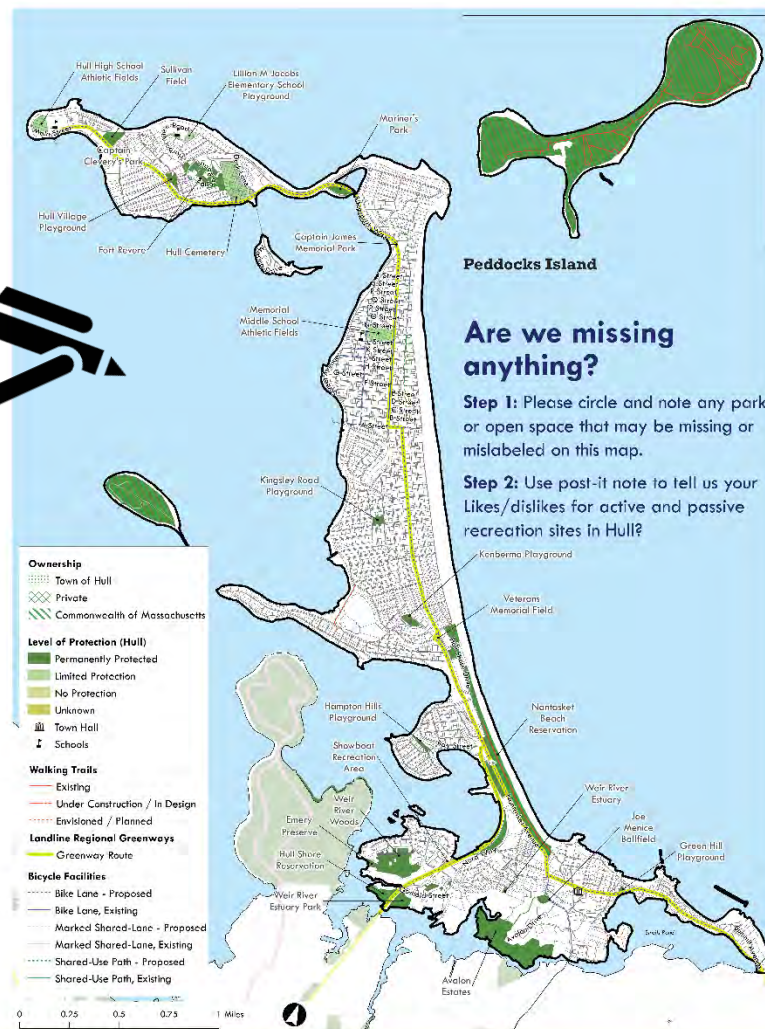 Hull High School
Athletic Fields
Sullivan
Field
Lillian M Jacobs
Elementary School
Playground
Mariner's
Park
Main Street
Captain
Cleverly's Park
Hull Village
Playground
Fort Revere
Hull Cemetery
Captain James
Memorial Park
Memorial
Middle School
Athletic Fields
Peddocks Island
Are we missing
anything?
Step 1: Please circle and note any park
or open space that may be missing or
mislabeled on this map.
Step 2: Use post-it note to tell us your
Likes/dislikes for active and passive
recreation sites in Hull?
Kingsley Road
Playground
Kenberma Playground
Veteram
Memorial Field
Hampton Hills
Playground
Nantasket
Beach
Reservation
Showboat
Recreation
Area
Weir River
Estuary
Weir
River
Woods
Joe
Menice
Ballfield
Emery
Preserve
Green Hill
Playground
Hull Shore
Reservation
Weir River
Estuary Park
Avalon Drive
Straits Pond
Avalon
Estates
Ownership
Town of Hull
Private
Commonwealth of Massachusetts
Level of Protection (Hull)
Permanently Protected
Limited Protection
No Protection
Unknown
Town Hall
Schools
Walking Trails
Existing
Under Construction / In Design
Envisioned / Planned
Landline Regional Greenways
Greenway Route
Bicycle Facilities
Bike Lane - Proposed
Bike Lane, Existing
Marked Shared-Lane - Proposed
Marked Shared-Lane, Existing
Shared-Use Path - Proposed
Shared-Use Path, Existing
0 0.25 0.5 0.75 1 Miles